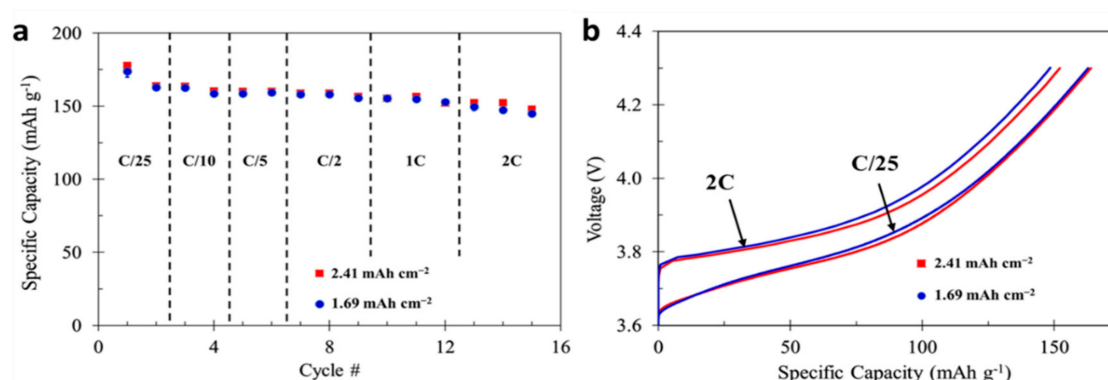 a
200
150
100
50
0
Specific Capacity (mAh g⁻¹)
C/25
C/10
C/5
C/2
1C
2C
2.41 mAh cm⁻²
1.69 mAh cm⁻²
0
4
8
12
16
Cycle #
b
4.4
4.2
4.0
3.8
3.6
Voltage (V)
C/25
2C
2.41 mAh cm⁻²
1.69 mAh cm⁻²
0
50
100
150
Specific Capacity (mAh g⁻¹)